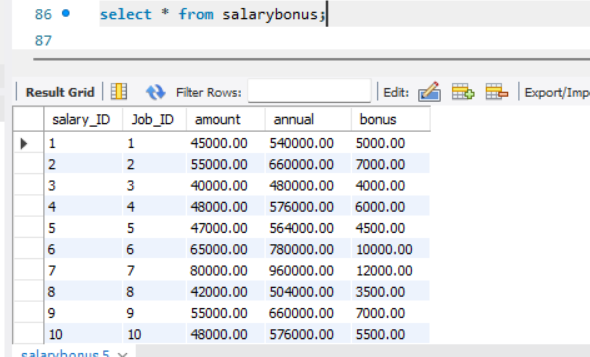 86 select * from salarybonus;
87
Result Grid Filter Rows: Edit: Export/Imp
salary_ID Job_ID amount annual bonus
1 1 45000.00 540000.00 5000.00
2 2 55000.00 660000.00 7000.00
3 3 40000.00 480000.00 4000.00
4 4 48000.00 576000.00 6000.00
5 5 47000.00 564000.00 4500.00
6 6 65000.00 780000.00 10000.00
7 7 80000.00 960000.00 12000.00
8 8 42000.00 504000.00 3500.00
9 9 55000.00 660000.00 7000.00
10 10 48000.00 576000.00 5500.00
salarybonus 5